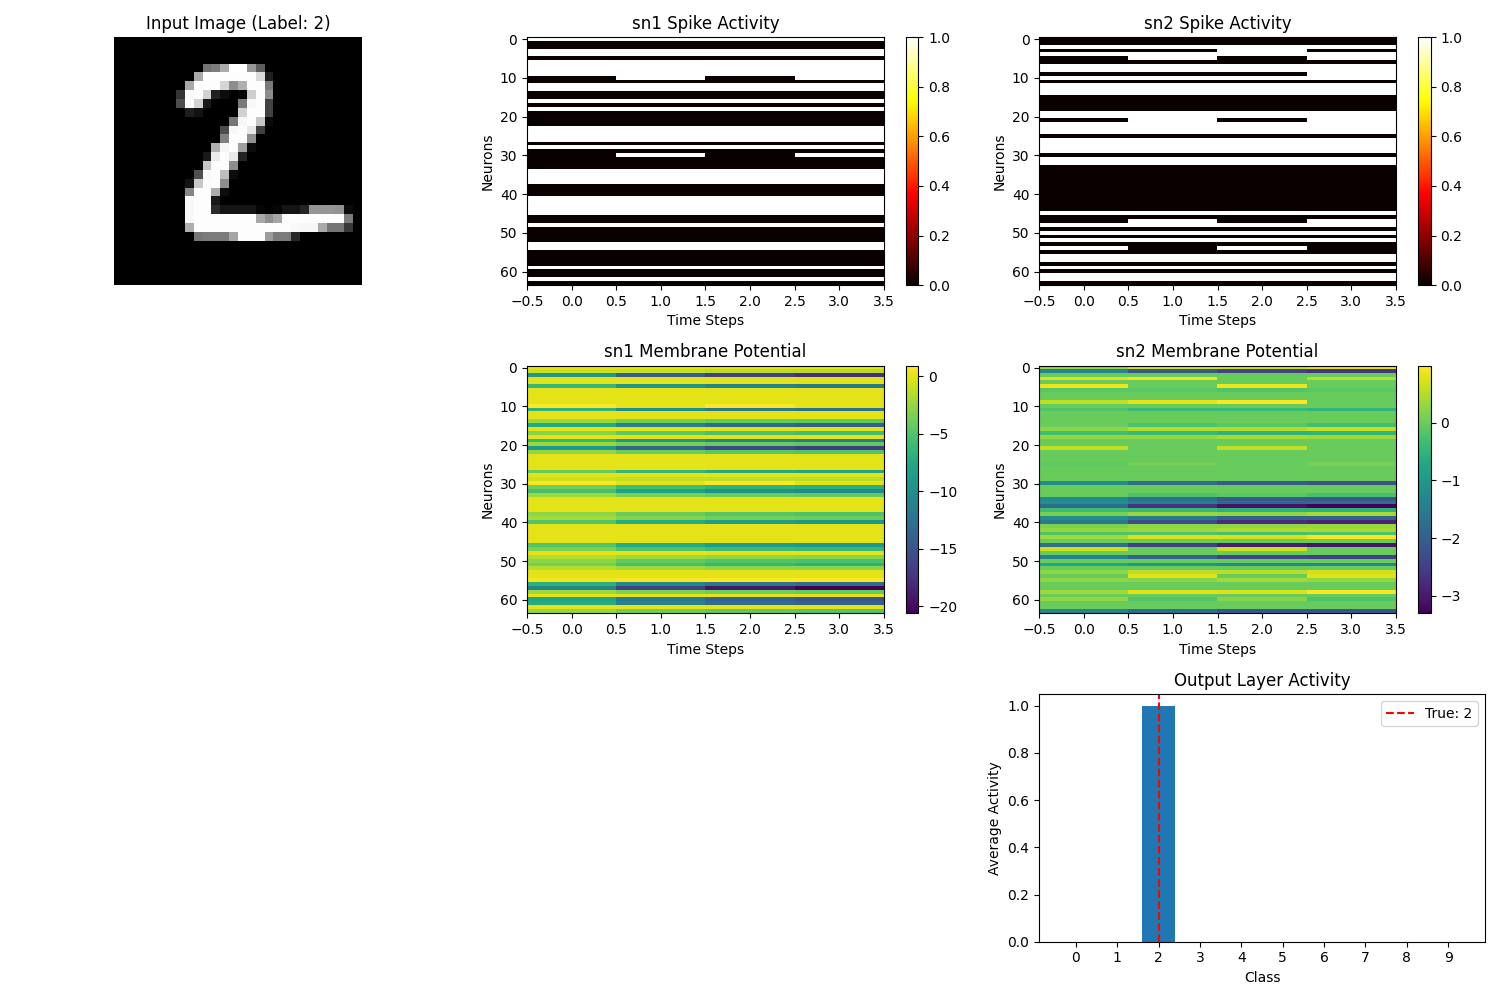 Input Image (Label: 2)
2
sn1 Spike Activity
0
10
20
30
40
50
60
Neurons
−0.5 0.0 0.5 1.0 1.5 2.0 2.5 3.0 3.5
Time Steps
1.0
0.8
0.6
0.4
0.2
0.0
sn2 Spike Activity
0
10
20
30
40
50
60
Neurons
−0.5 0.0 0.5 1.0 1.5 2.0 2.5 3.0 3.5
Time Steps
1.0
0.8
0.6
0.4
0.2
0.0
sn1 Membrane Potential
0
10
20
30
40
50
60
Neurons
−0.5 0.0 0.5 1.0 1.5 2.0 2.5 3.0 3.5
Time Steps
0
−5
−10
−15
−20
sn2 Membrane Potential
0
10
20
30
40
50
60
Neurons
−0.5 0.0 0.5 1.0 1.5 2.0 2.5 3.0 3.5
Time Steps
0
−1
−2
−3
Output Layer Activity
1.0
0.8
0.6
0.4
0.2
0.0
Average Activity
True: 2
0 1 2 3 4 5 6 7 8 9
Class